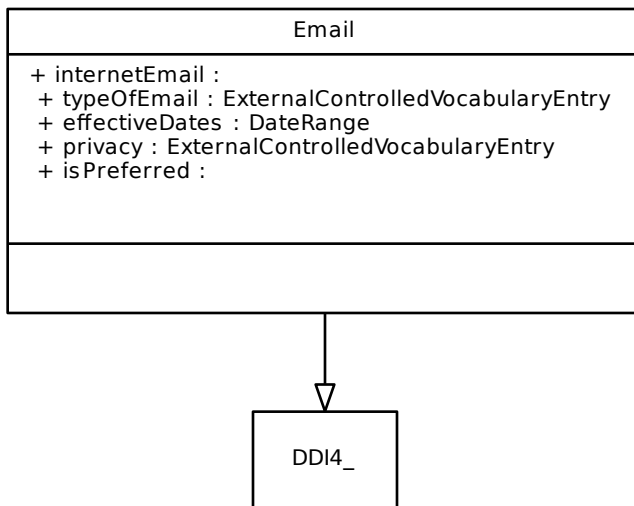 Email
+ internetEmail :
+ typeOfEmail : ExternalControlledVocabularyEntry
+ effectiveDates : DateRange
+ privacy : ExternalControlledVocabularyEntry
+ isPreferred :
DDI4_